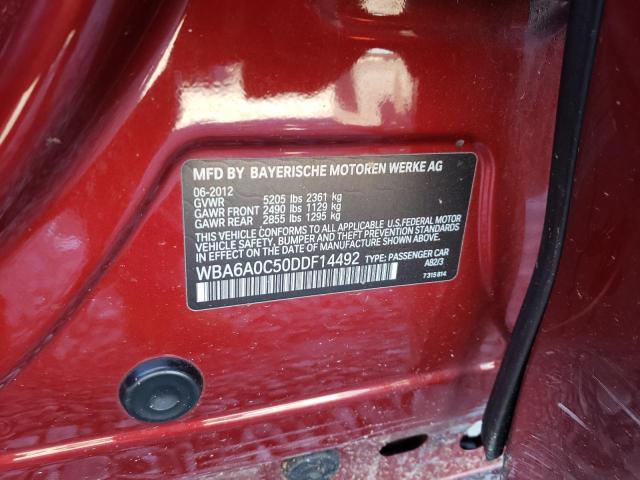 MFD BY BAYERISCHE MOTOREN WERKE AG
06-2012
GVWR 5205 lbs 2361 kg
GAWR FRONT 2490 lbs 1129 kg
GAWR REAR 2855 lbs 1295 kg
THIS VEHICLE CONFORMS TO ALL APPLICABLE U.S.FEDERAL MOTOR
VEHICLE SAFETY, BUMPER, AND THEFT PREVENTION STANDARDS
IN EFFECT ON THE DATE OF MANUFACTURE SHOWN ABOVE.
WBA6A0C50DDF14492 TYPE: PASSENGER CAR
A92/3
7315814